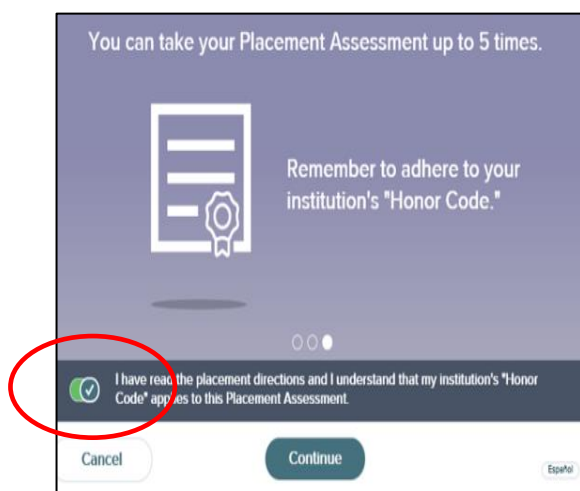 You can take your Placement Assessment up to 5 times.
Remember to adhere to your
institution's "Honor Code."
I have read the placement directions and I understand that my institution's "Honor
Code" applies to this Placement Assessment.
Cancel
Continue
Español